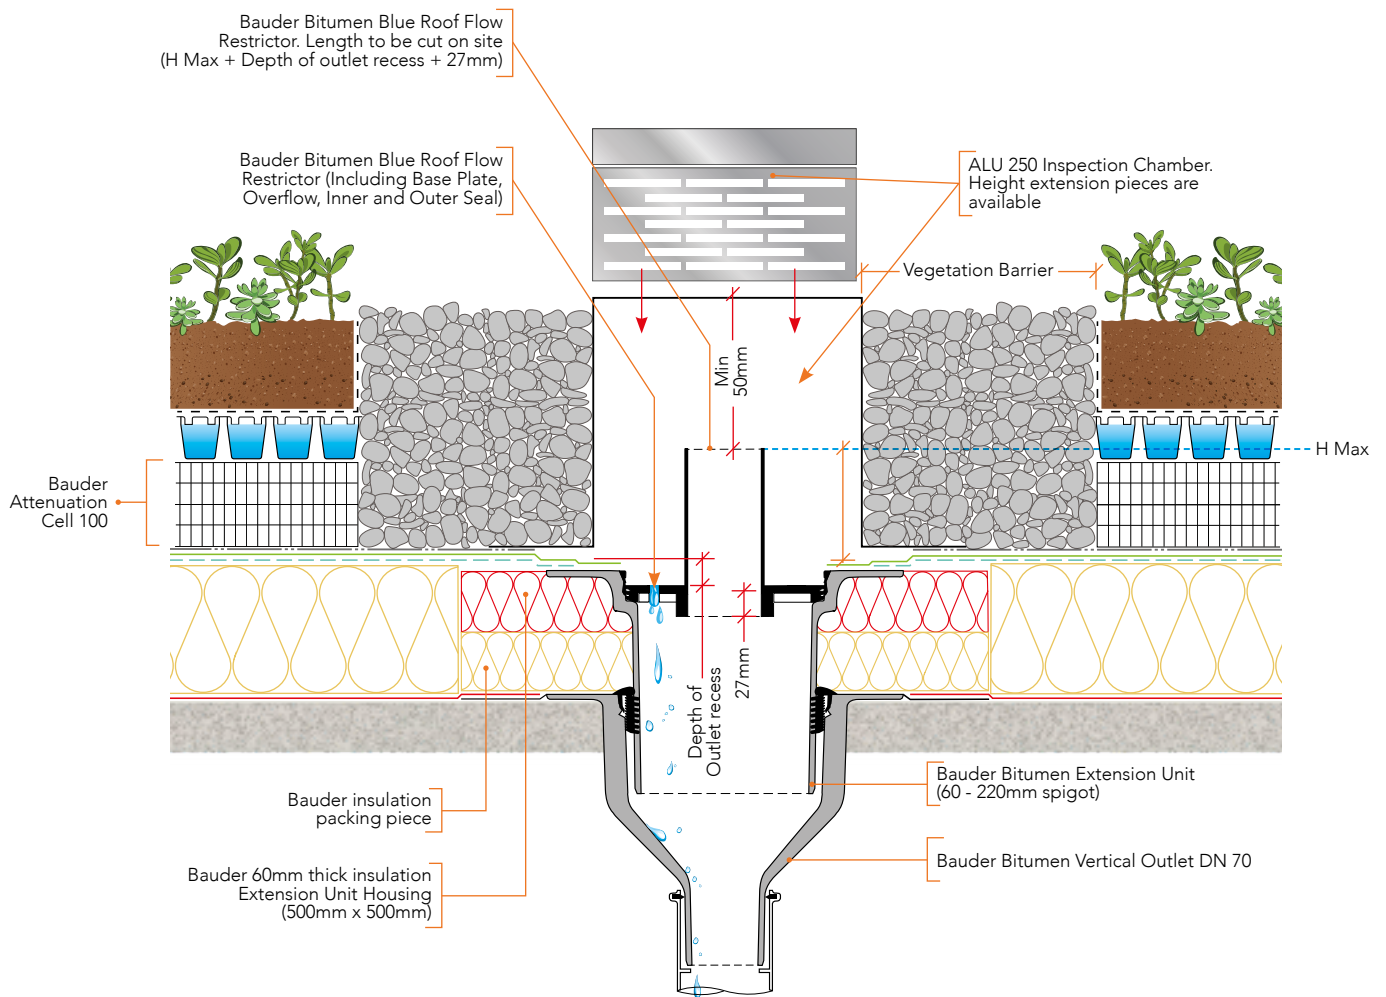 Bauder Bitumen Blue Roof Flow
Restrictor. Length to be cut on site
(H Max + Depth of outlet recess + 27mm)
Bauder Bitumen Blue Roof Flow
Restrictor (Including Base Plate,
Overflow, Inner and Outer Seal)
ALU 250 Inspection Chamber.
Height extension pieces are
available
Vegetation Barrier
Min
50mm
H Max
Bauder
Attenuation
Cell 100
27mm
Depth of
Outlet recess
Bauder Bitumen Extension Unit
(60 - 220mm spigot)
Bauder insulation
packing piece
Bauder Bitumen Vertical Outlet DN 70
Bauder 60mm thick insulation
Extension Unit Housing
(500mm x 500mm)